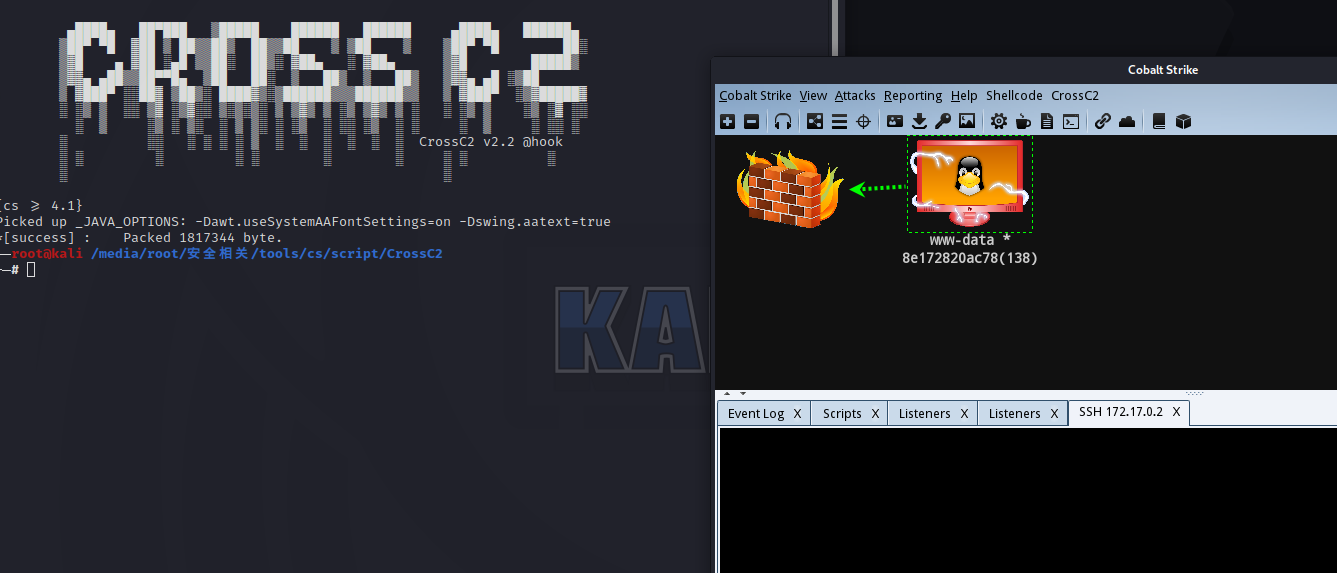 CROSS C2
CrossC2 v2.2 @hook
[cs >= 4.1}
Picked up _JAVA_OPTIONS: -Dawt.useSystemAAFontSettings=on -Dswing.aatext=true
*[success] : Packed 1817344 byte.
root@kali /media/root/安全相关/tools/cs/script/CrossC2
#
KA
Cobalt Strike
Cobalt Strike View Attacks Reporting Help Shellcode CrossC2
www-data *
8e172820ac78(138)
Event Log X Scripts X Listeners X Listeners X SSH 172.17.0.2 X